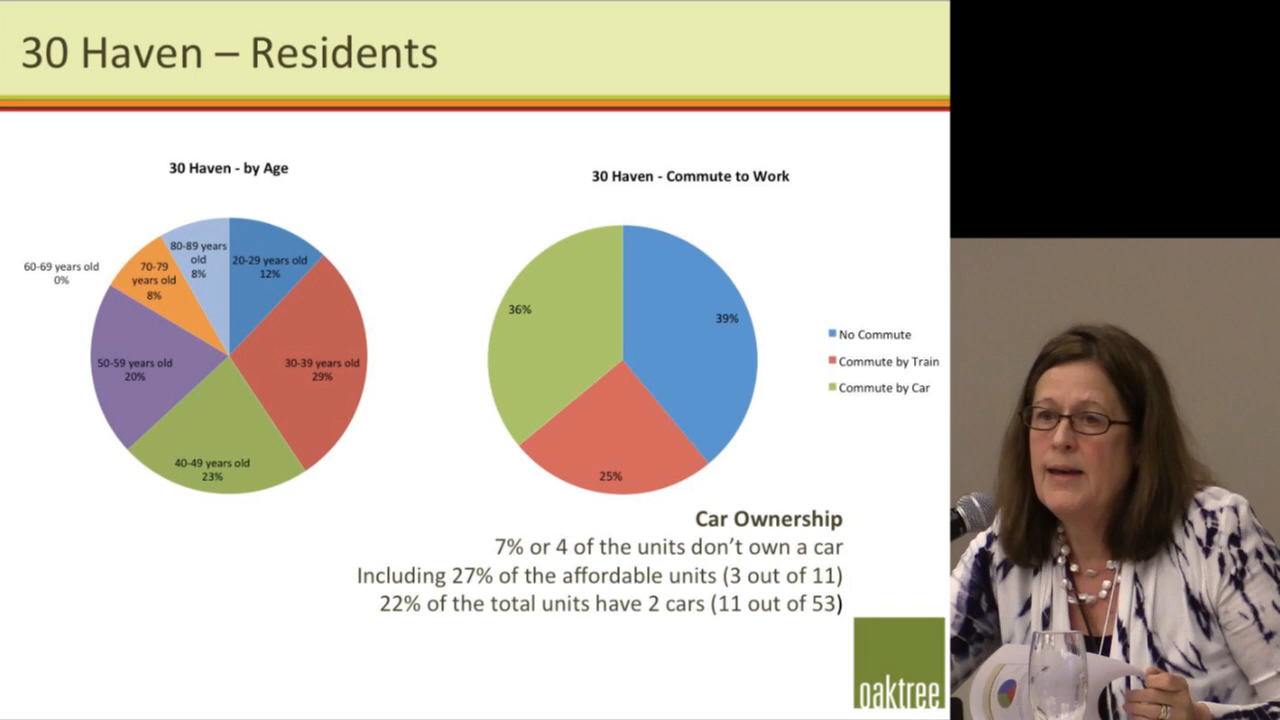 30 Haven – Residents
30 Haven - by Age
80-89 years
old
8%
20-29 years old
12%
60-69 years old
0%
70-79
years old
8%
50-59 years old
20%
30-39 years old
29%
40-49 years old
23%
30 Haven - Commute to Work
36%
39%
25%
No Commute
Commute by Train
Commute by Car
Car Ownership
7% or 4 of the units don’t own a car
Including 27% of the affordable units (3 out of 11)
22% of the total units have 2 cars (11 out of 53)
oaktree